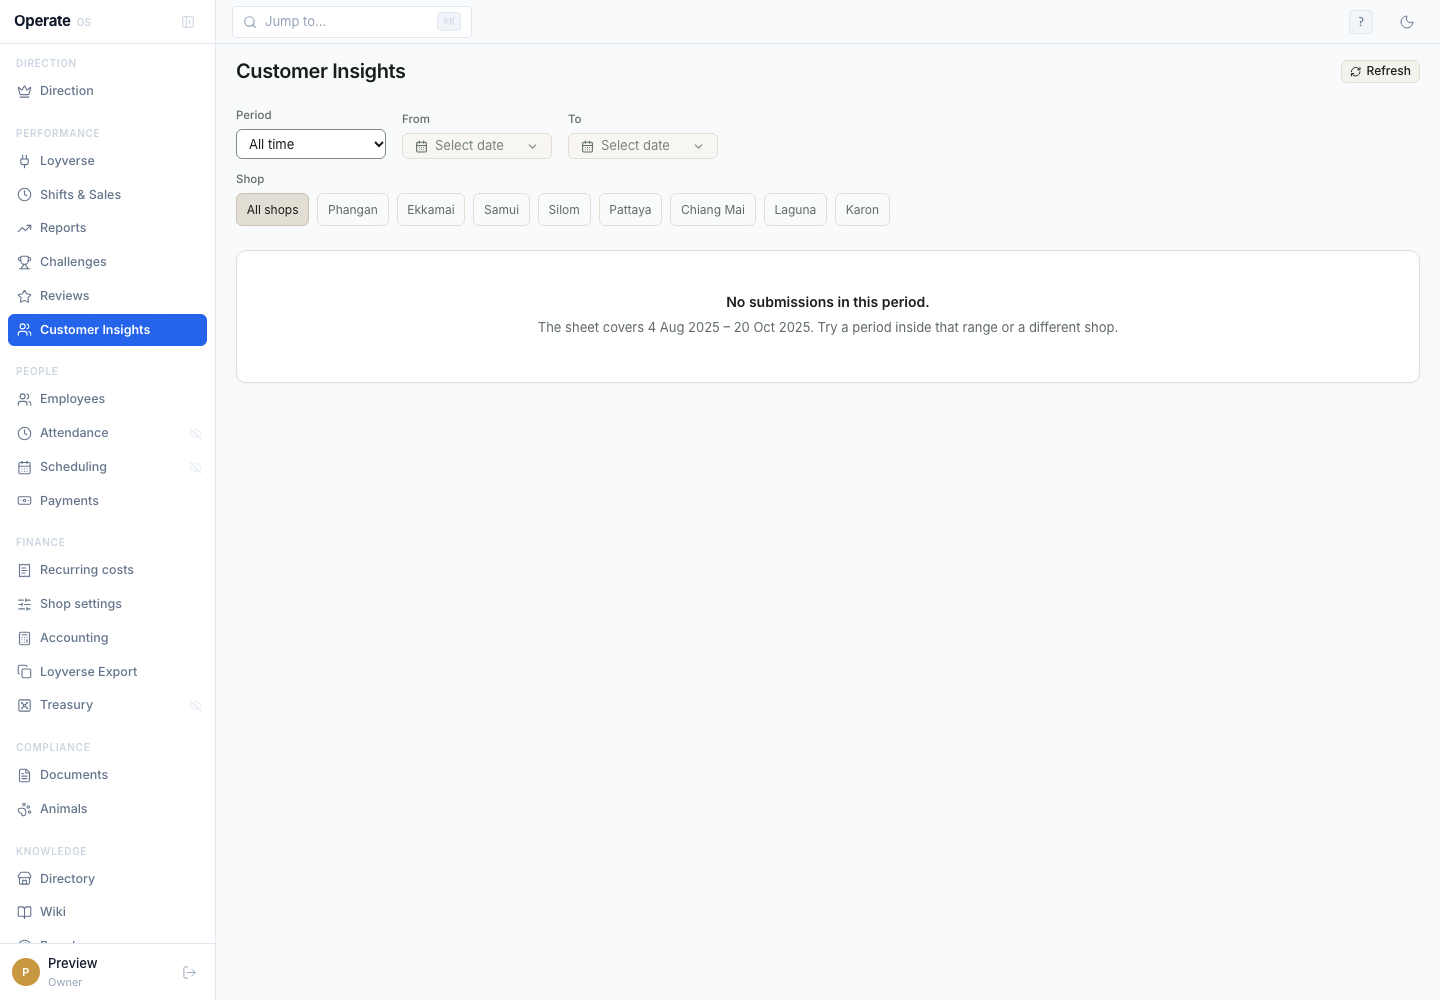 Operate OS
Jump to...
⌘K
?
DIRECTION
Direction
PERFORMANCE
Loyverse
Shifts & Sales
Reports
Challenges
Reviews
Customer Insights
PEOPLE
Employees
Attendance
Scheduling
Payments
FINANCE
Recurring costs
Shop settings
Accounting
Loyverse Export
Treasury
COMPLIANCE
Documents
Animals
KNOWLEDGE
Directory
Wiki
P
Preview
Owner
Customer Insights
Refresh
Period
From
To
All time
Select date
Select date
Shop
All shops
Phangan
Ekkamai
Samui
Silom
Pattaya
Chiang Mai
Laguna
Karon
No submissions in this period.
The sheet covers 4 Aug 2025 – 20 Oct 2025. Try a period inside that range or a different shop.